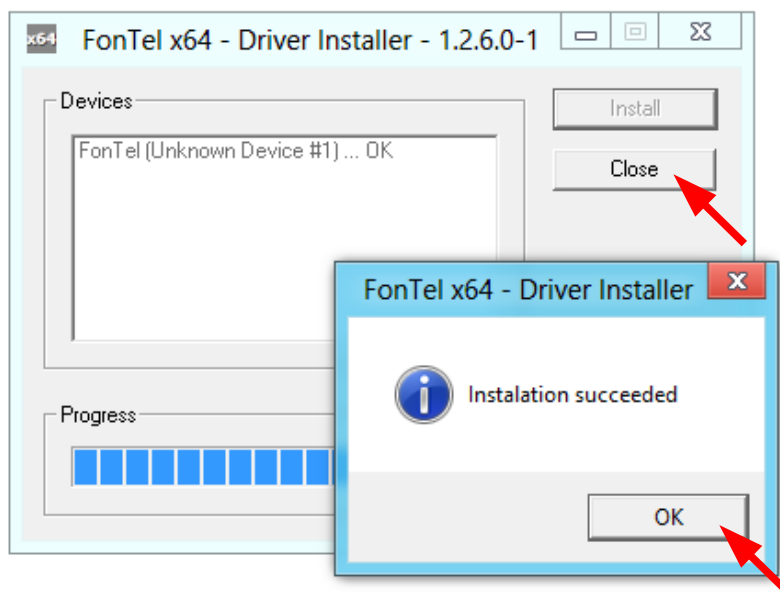 x64 FonTel x64 - Driver Installer - 1.2.6.0-1
Devices
Install
FonTel (Unknown Device #1) ... OK
Close
FonTel x64 - Driver Installer
Instalation succeeded
Progress
OK